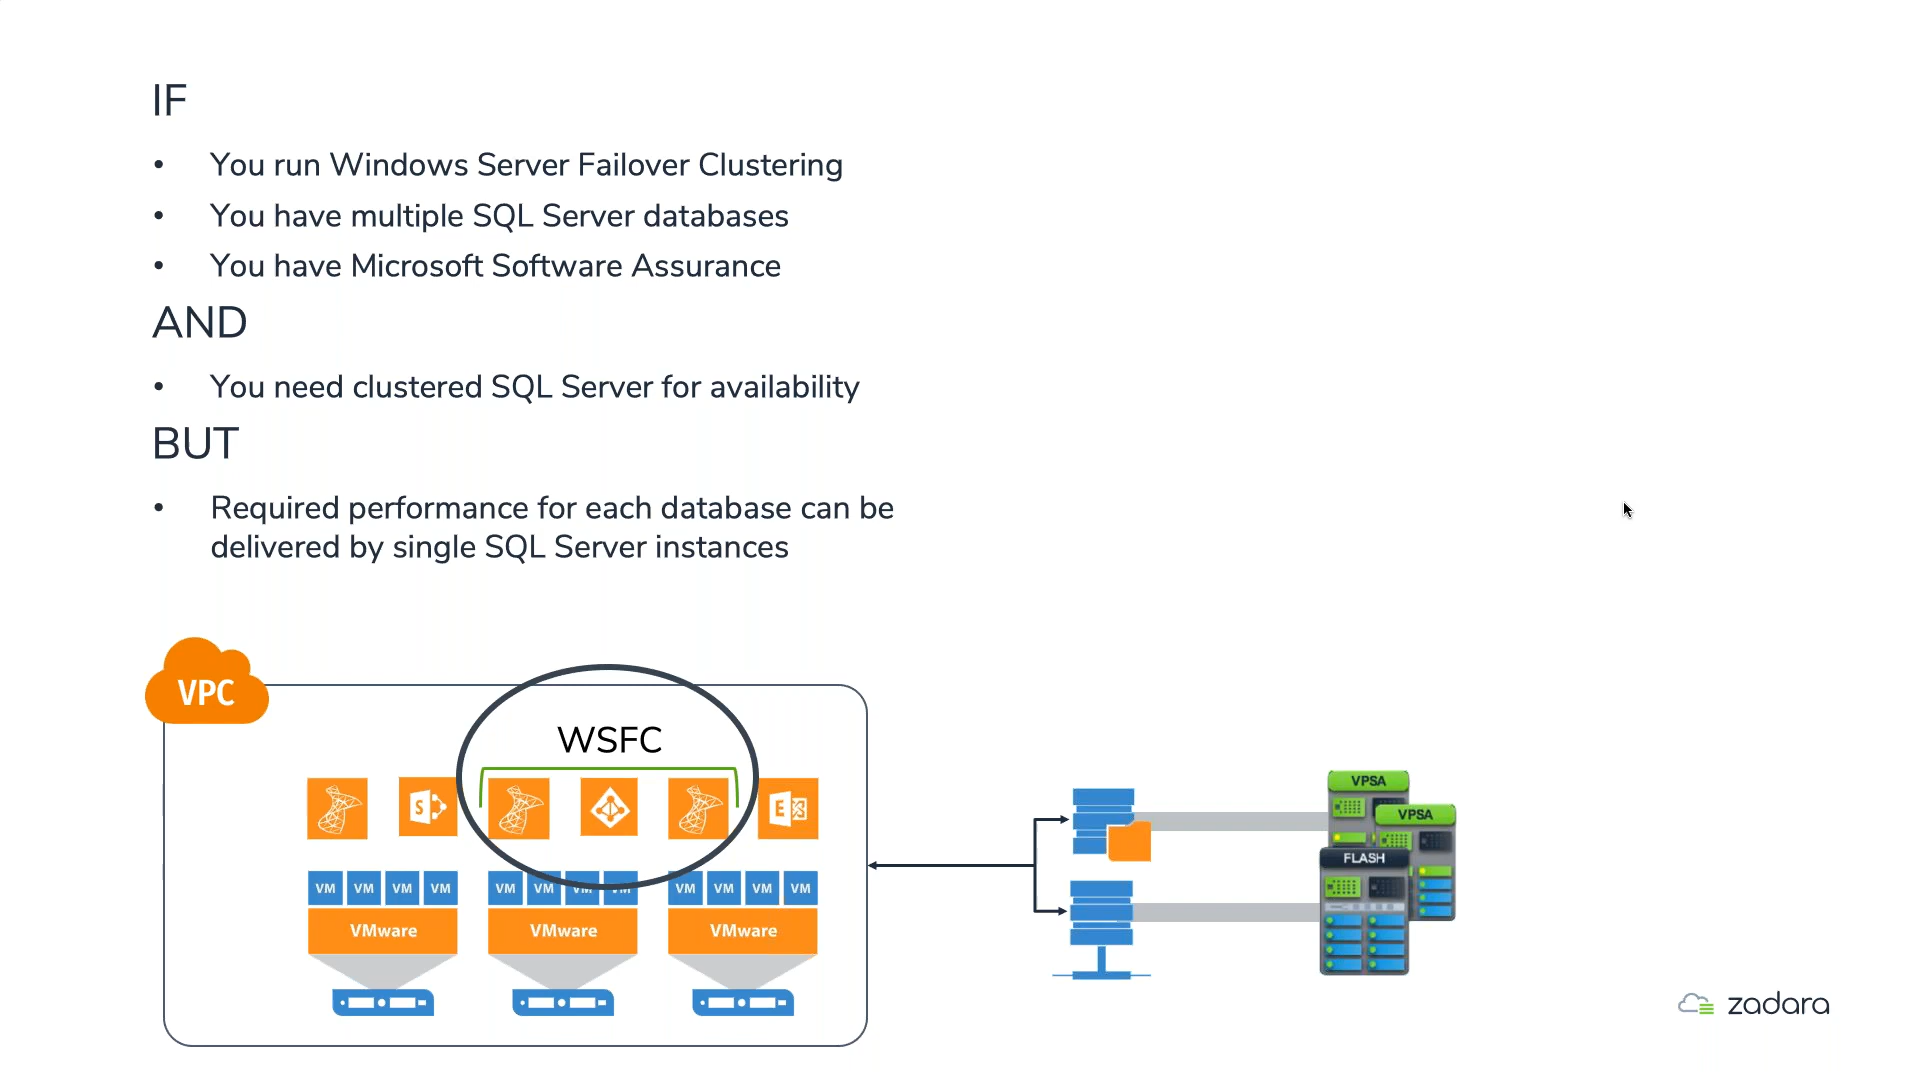 IF
• You run Windows Server Failover Clustering
• You have multiple SQL Server databases
• You have Microsoft Software Assurance
AND
• You need clustered SQL Server for availability
BUT
• Required performance for each database can be
delivered by single SQL Server instances
VPC
WSFC
S
E
VM VM VM VM
VM VM VM VM
VM VM VM VM
VMware
VMware
VMware
VPSA
VPSA
FLASH
zadara